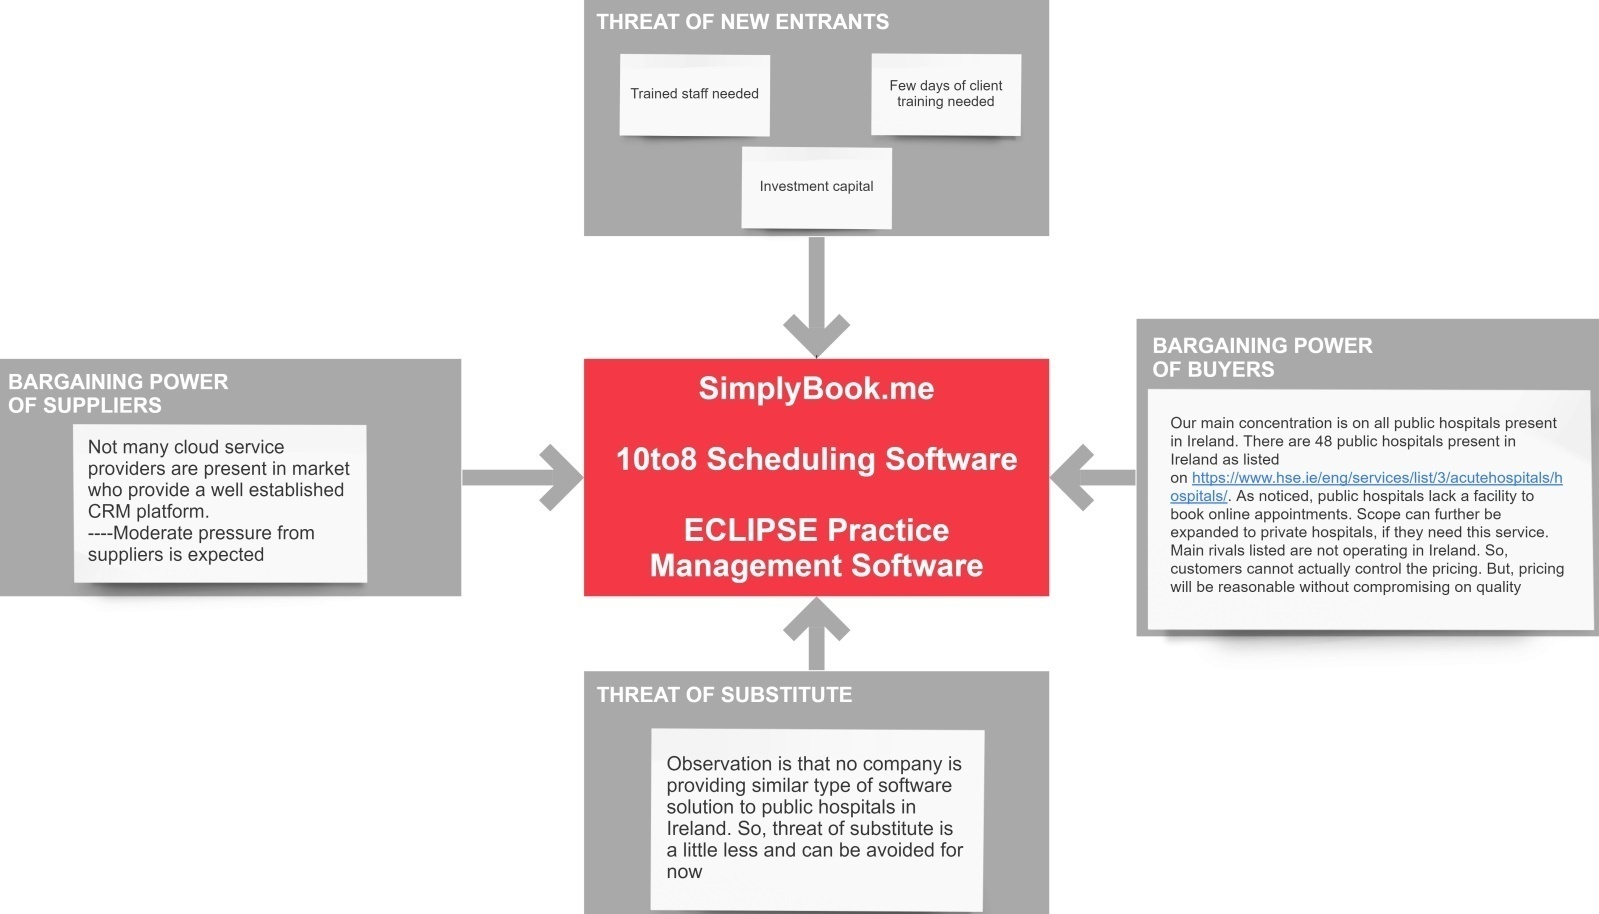 THREAT OF NEW ENTRANTS
Trained staff needed
Few days of client
training needed
Investment capital
BARGAINING POWER
OF SUPPLIERS
Not many cloud service
providers are present in market
who provide a well established
CRM platform.
----Moderate pressure from
suppliers is expected
SimplyBook.me
10to8 Scheduling Software
ECLIPSE Practice
Management Software
BARGAINING POWER
OF BUYERS
Our main concentration is on all public hospitals present
in Ireland. There are 48 public hospitals present in
Ireland as listed
on https://www.hse.ie/eng/services/list/3/acutehospitals/h
ospitals/. As noticed, public hospitals lack a facility to
book online appointments. Scope can further be
expanded to private hospitals, if they need this service.
Main rivals listed are not operating in Ireland. So,
customers cannot actually control the pricing. But, pricing
will be reasonable without compromising on quality
THREAT OF SUBSTITUTE
Observation is that no company is
providing similar type of software
solution to public hospitals in
Ireland. So, threat of substitute is
a little less and can be avoided for
now